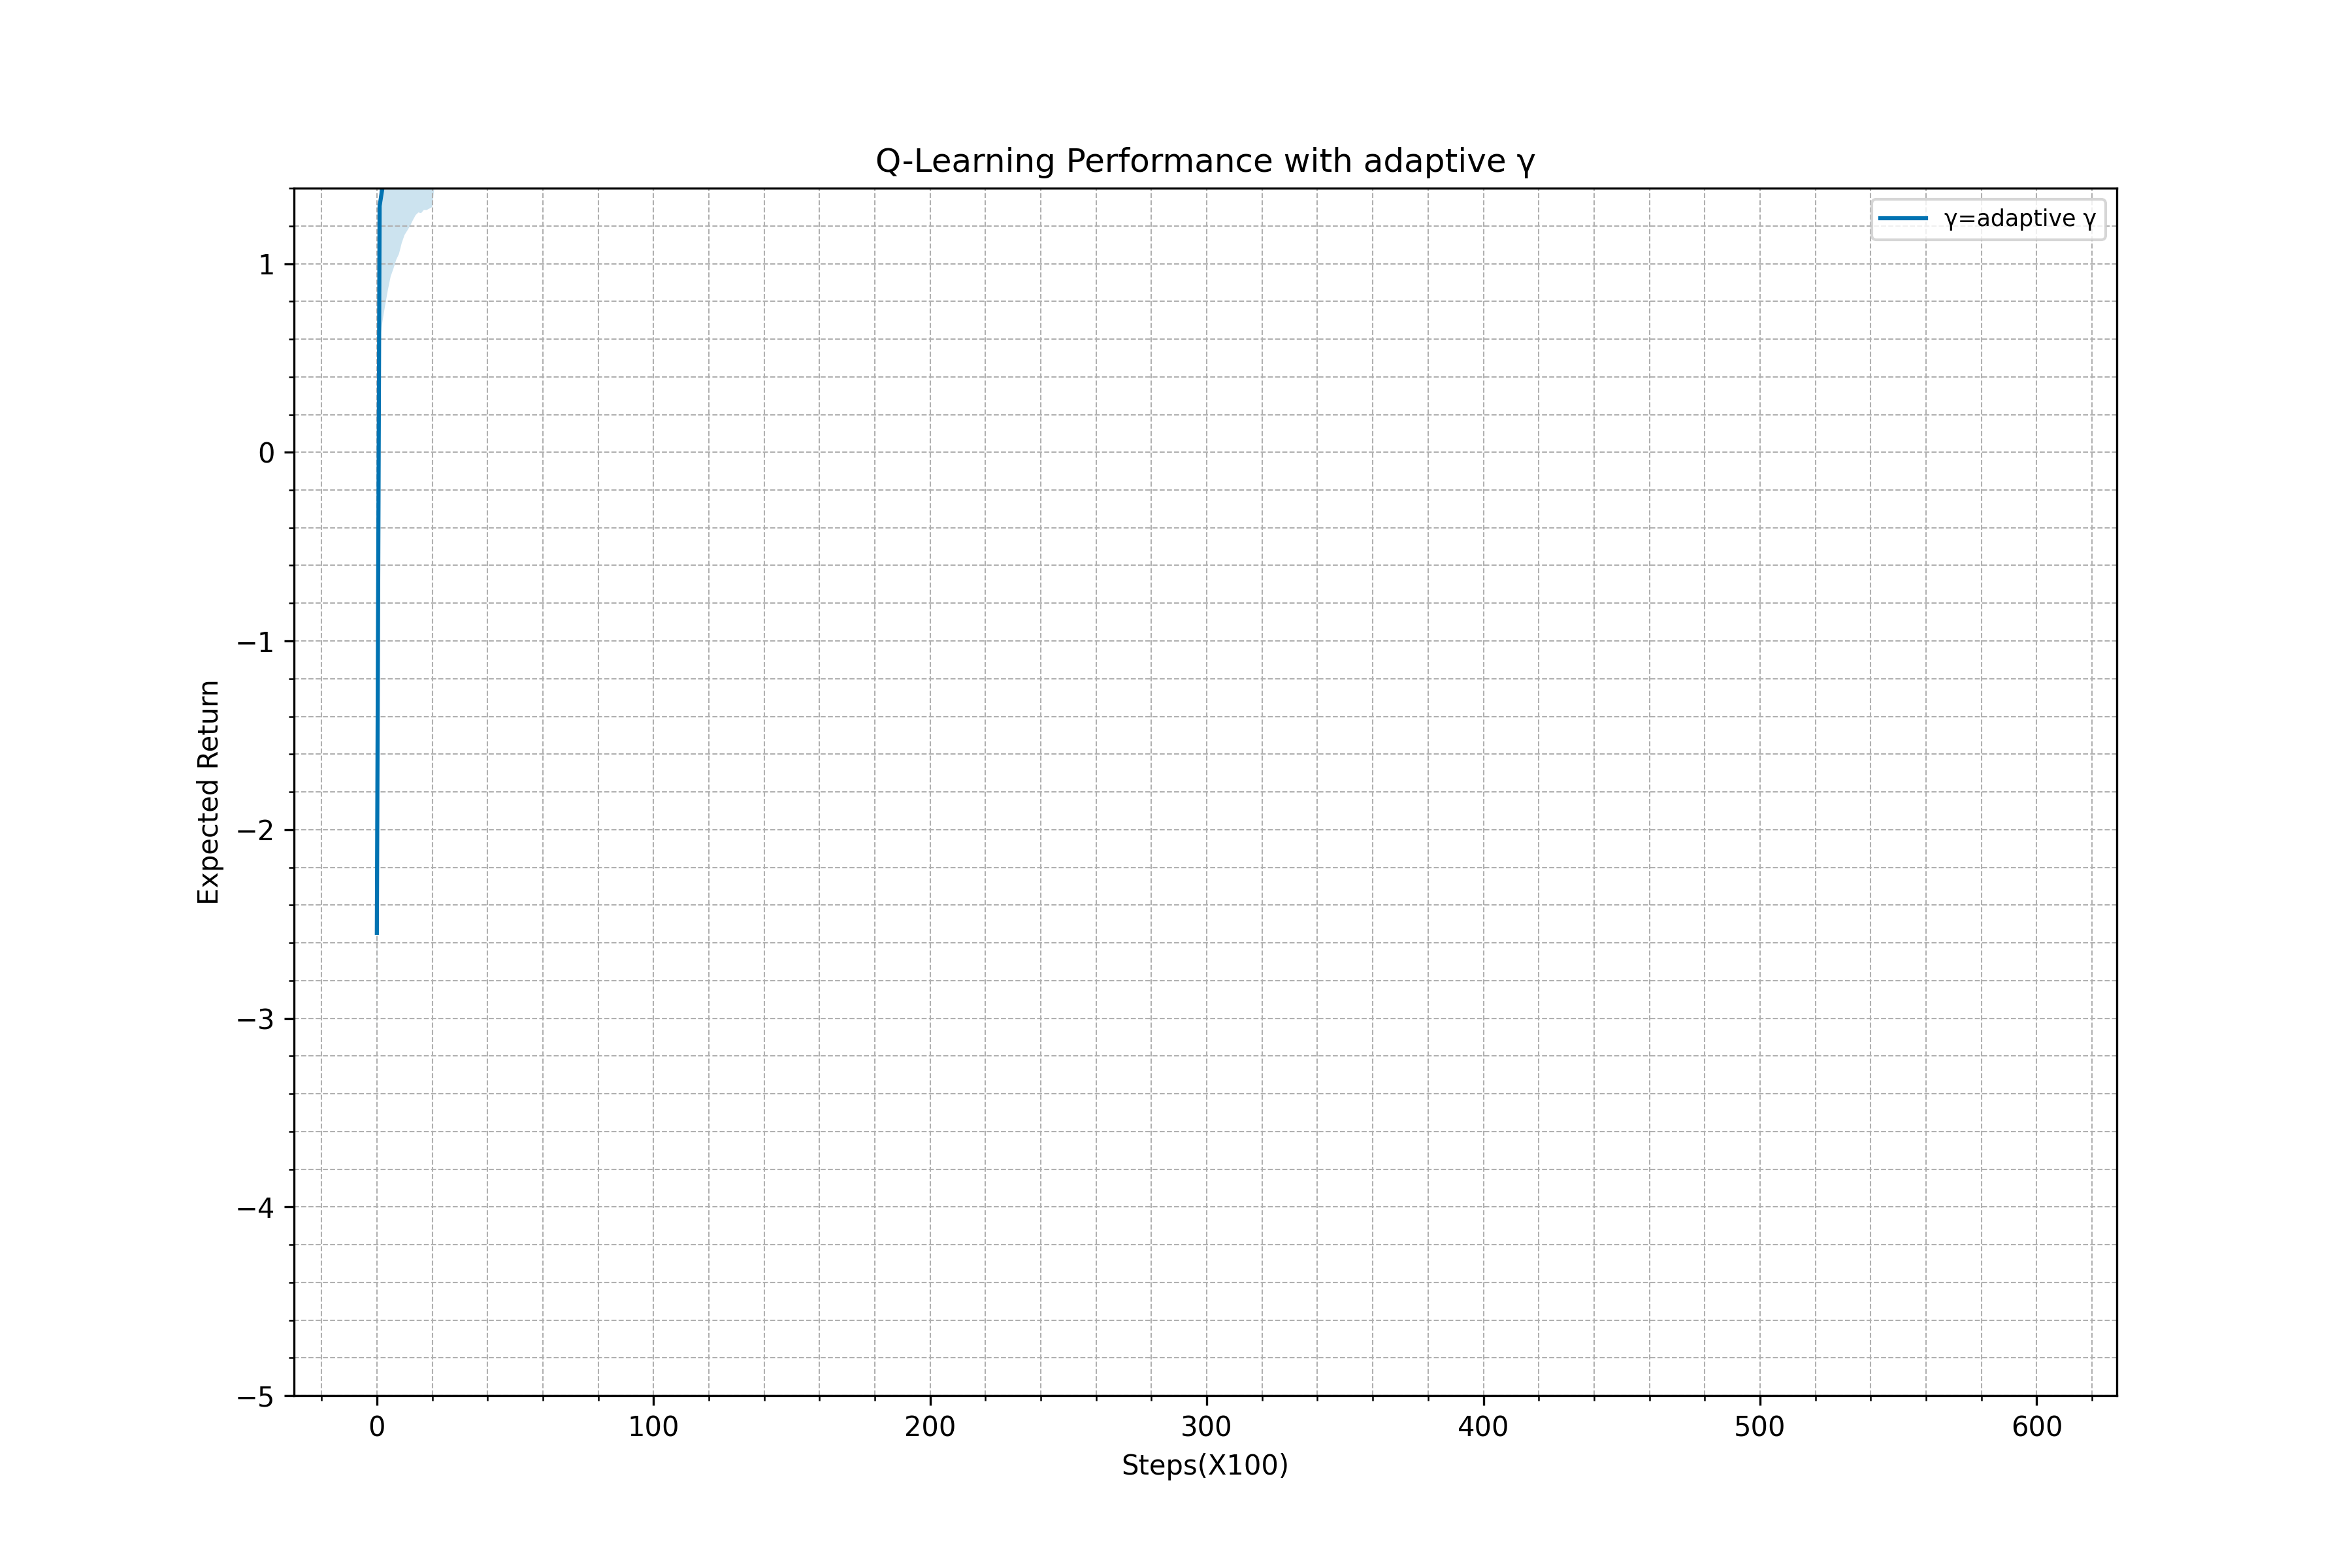 Q-Learning Performance with adaptive γ
γ=adaptive γ
Expected Return
1
0
−1
−2
−3
−4
−5
0 100 200 300 400 500 600
Steps(X100)